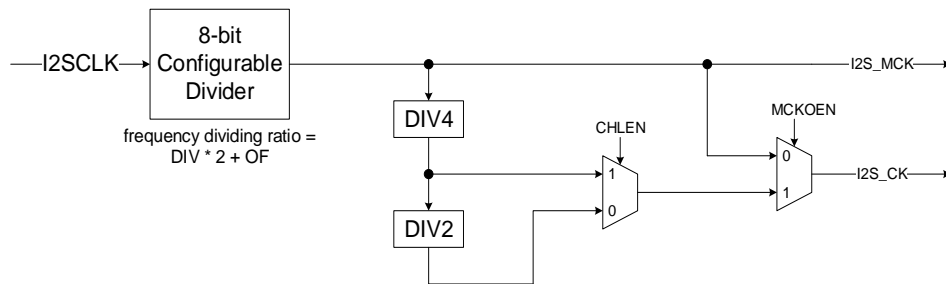 I2SCLK
8-bit
Configurable
Divider
frequency dividing ratio =
DIV * 2 + OF
I2S_MCK
DIV4
CHLEN
MCKOEN
1
0
0
1
I2S_CK
DIV2